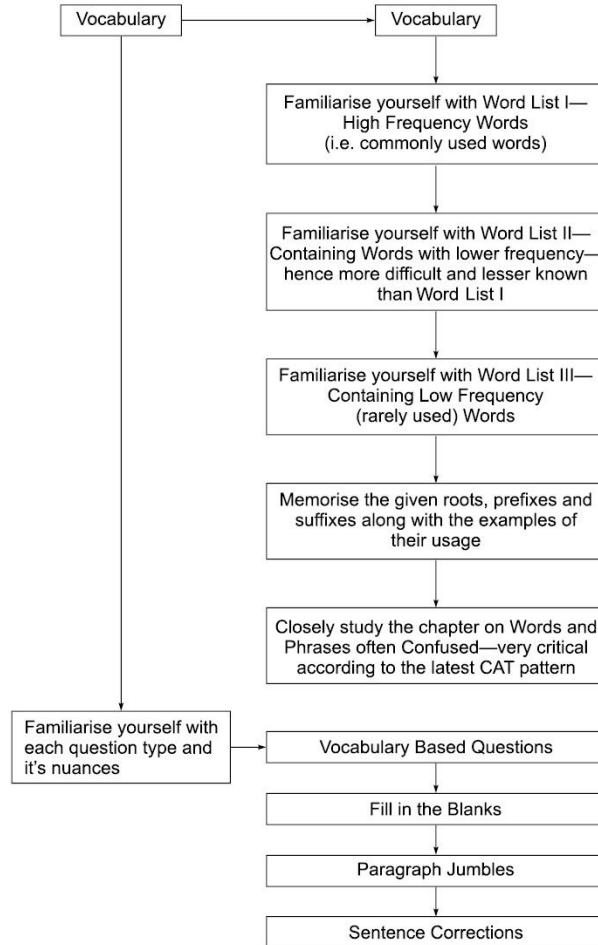 Vocabulary
Vocabulary
Familiarise yourself with Word List I—
High Frequency Words
(i.e. commonly used words)
Familiarise yourself with Word List II—
Containing Words with lower frequency—
hence more difficult and lesser known
than Word List I
Familiarise yourself with Word List III—
Containing Low Frequency
(rarely used) Words
Memorise the given roots, prefixes and
suffixes along with the examples of
their usage
Closely study the chapter on Words and
Phrases often Confused—very critical
according to the latest CAT pattern
Familiarise yourself with
each question type and
it's nuances
Vocabulary Based Questions
Fill in the Blanks
Paragraph Jumbles
Sentence Corrections